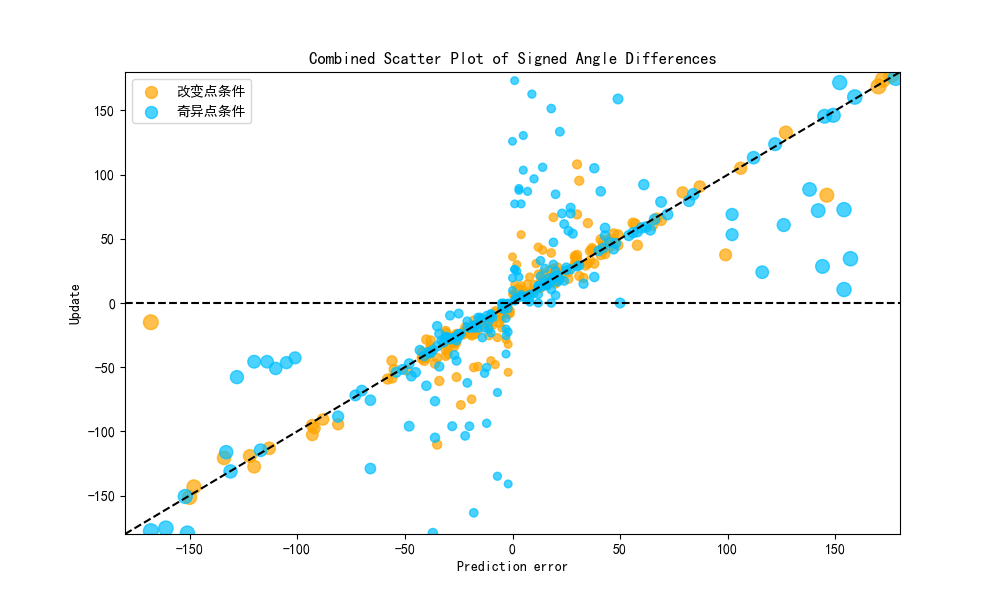 Combined Scatter Plot of Signed Angle Differences
改变点条件
奇异点条件
Update
150
100
50
0
−50
−100
−150
−150 −100 −50 0 50 100 150
Prediction error